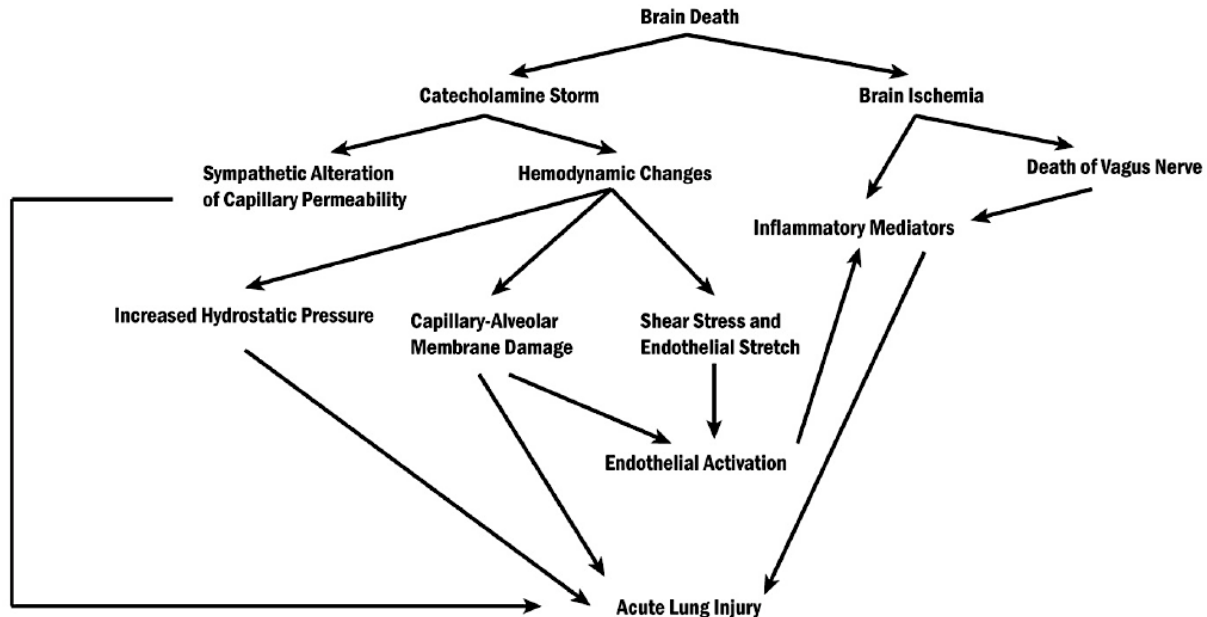 Brain Death
Catecholamine Storm
Brain Ischemia
Sympathetic Alteration
of Capillary Permeability
Hemodynamic Changes
Death of Vagus Nerve
Inflammatory Mediators
Increased Hydrostatic Pressure
Capillary-Alveolar
Membrane Damage
Shear Stress and
Endothelial Stretch
Endothelial Activation
Acute Lung Injury